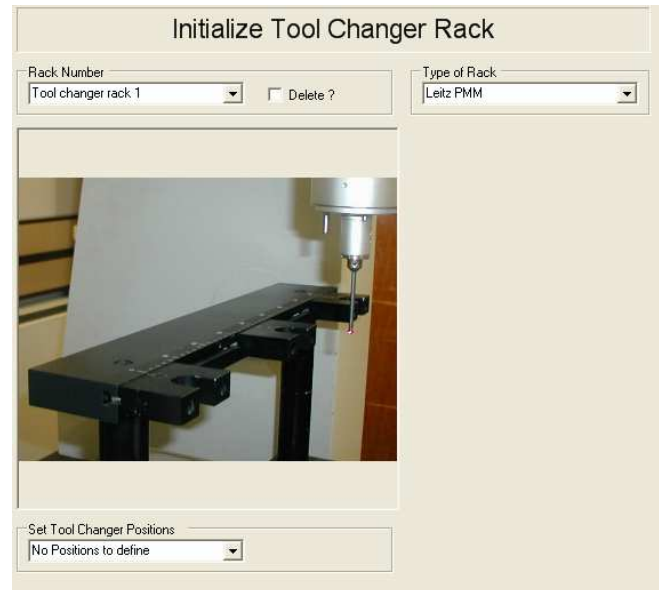 Initialize Tool Changer Rack
Rack Number
Tool changer rack 1
Delete ?
Type of Rack
Leitz PMM
Set Tool Changer Positions
No Positions to define